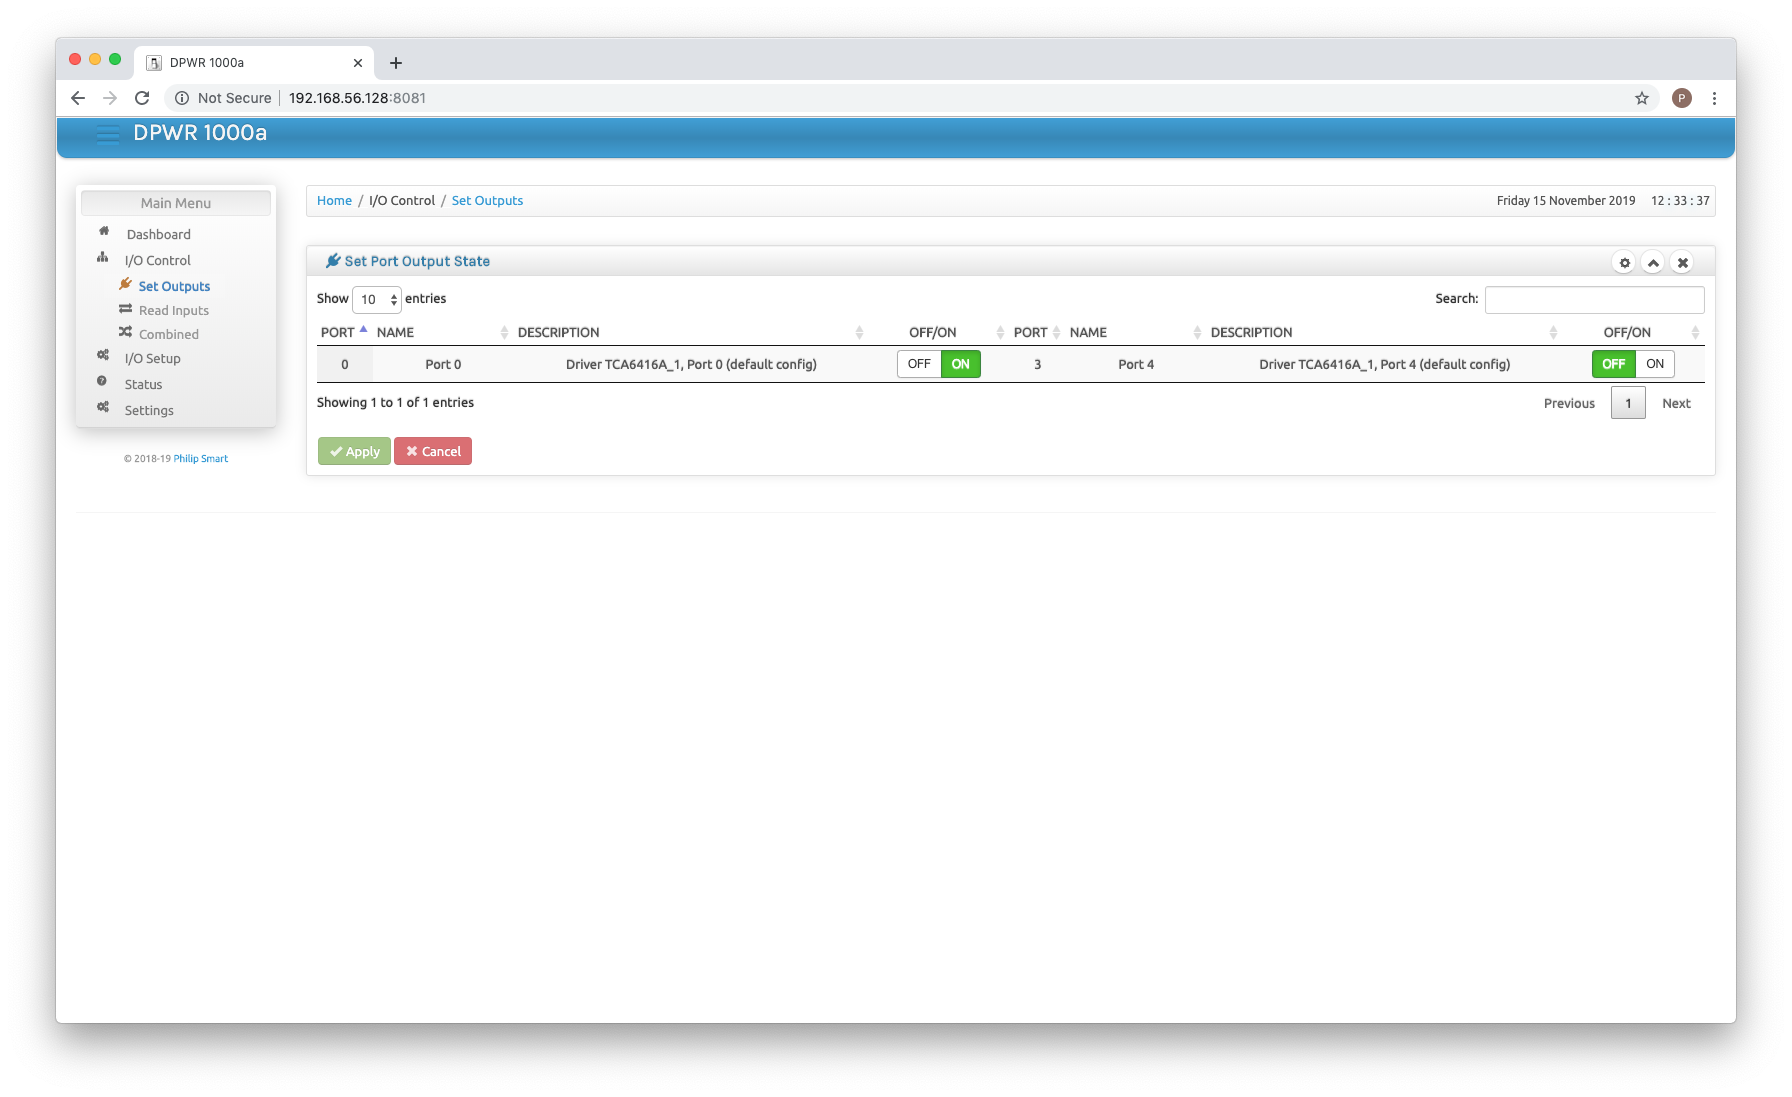 DPWR 1000a
Not Secure 192.168.56.128:8081
P
DPWR 1000a
Main Menu
Dashboard
I/O Control
Set Outputs
Read Inputs
Combined
I/O Setup
Status
Settings
© 2018-19 Philip Smart
Home / I/O Control / Set Outputs
Friday 15 November 2019 12 : 33 : 37
Set Port Output State
Show 10 entries
Search:
PORT NAME DESCRIPTION OFF/ON PORT NAME DESCRIPTION OFF/ON
0 Port 0 Driver TCA6416A_1, Port 0 (default config) OFF ON 3 Port 4 Driver TCA6416A_1, Port 4 (default config) OFF ON
Showing 1 to 1 of 1 entries
Previous 1 Next
Apply Cancel